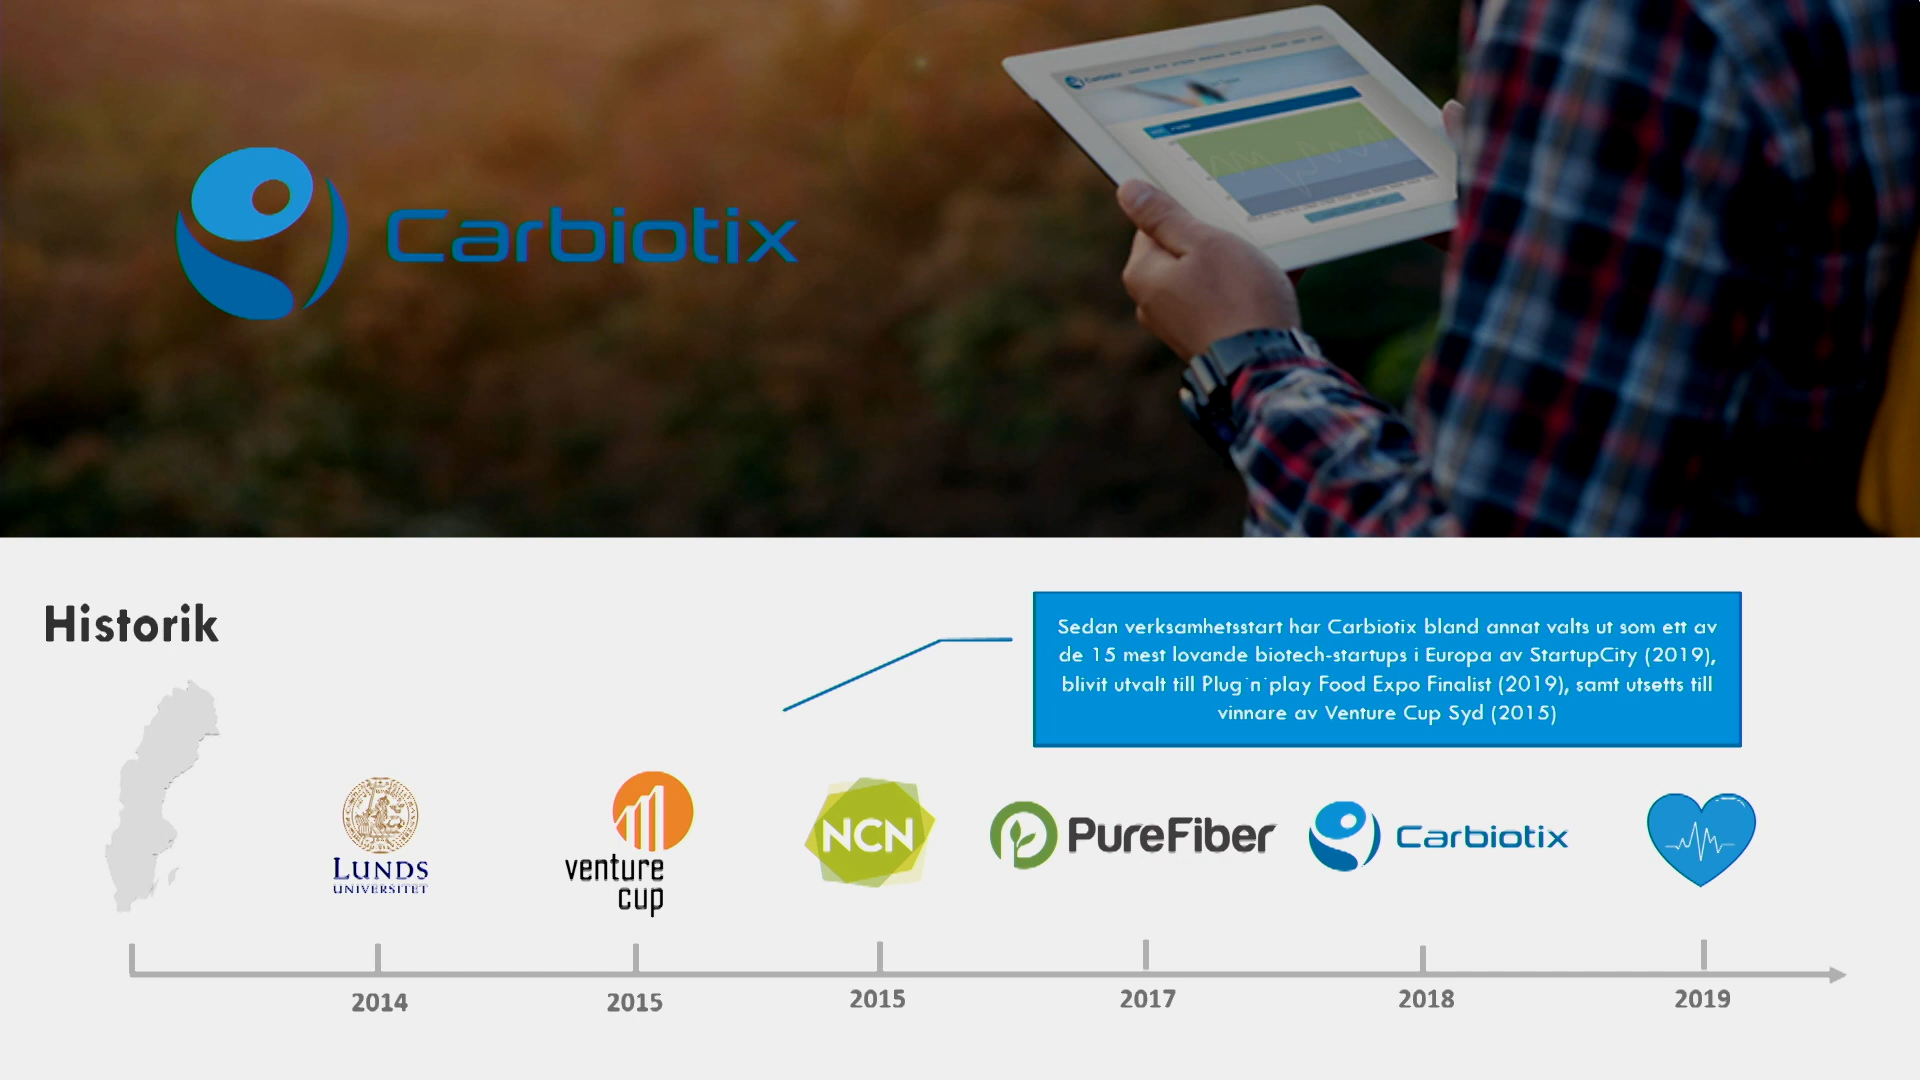 Carbiotix
Carbiotix
Historik
Sedan verksamhetsstart har Carbiotix bland annat valts ut som ett av
de 15 mest lovande biotech-startups i Europa av StartupCity (2019),
blivit utvalt till Plug´n´play Food Expo Finalist (2019), samt utsetts till
vinnare av Venture Cup Syd (2015)
LUNDS
UNIVERSITET
venture
cup
NCN
PureFiber
Carbiotix
2014
2015
2015
2017
2018
2019